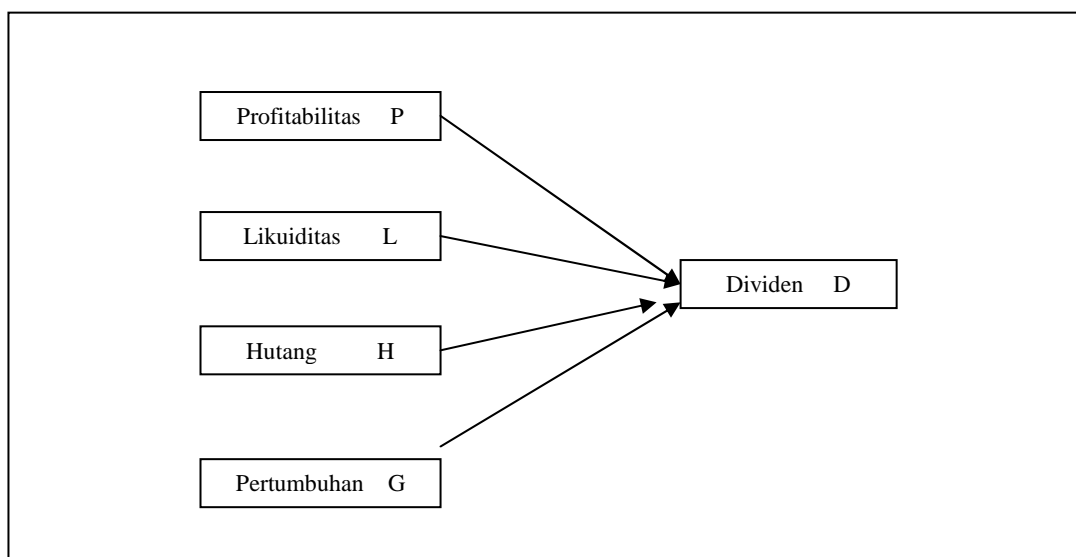 Profitabilitas P
Likuiditas L
Dividen D
Hutang H
Pertumbuhan G